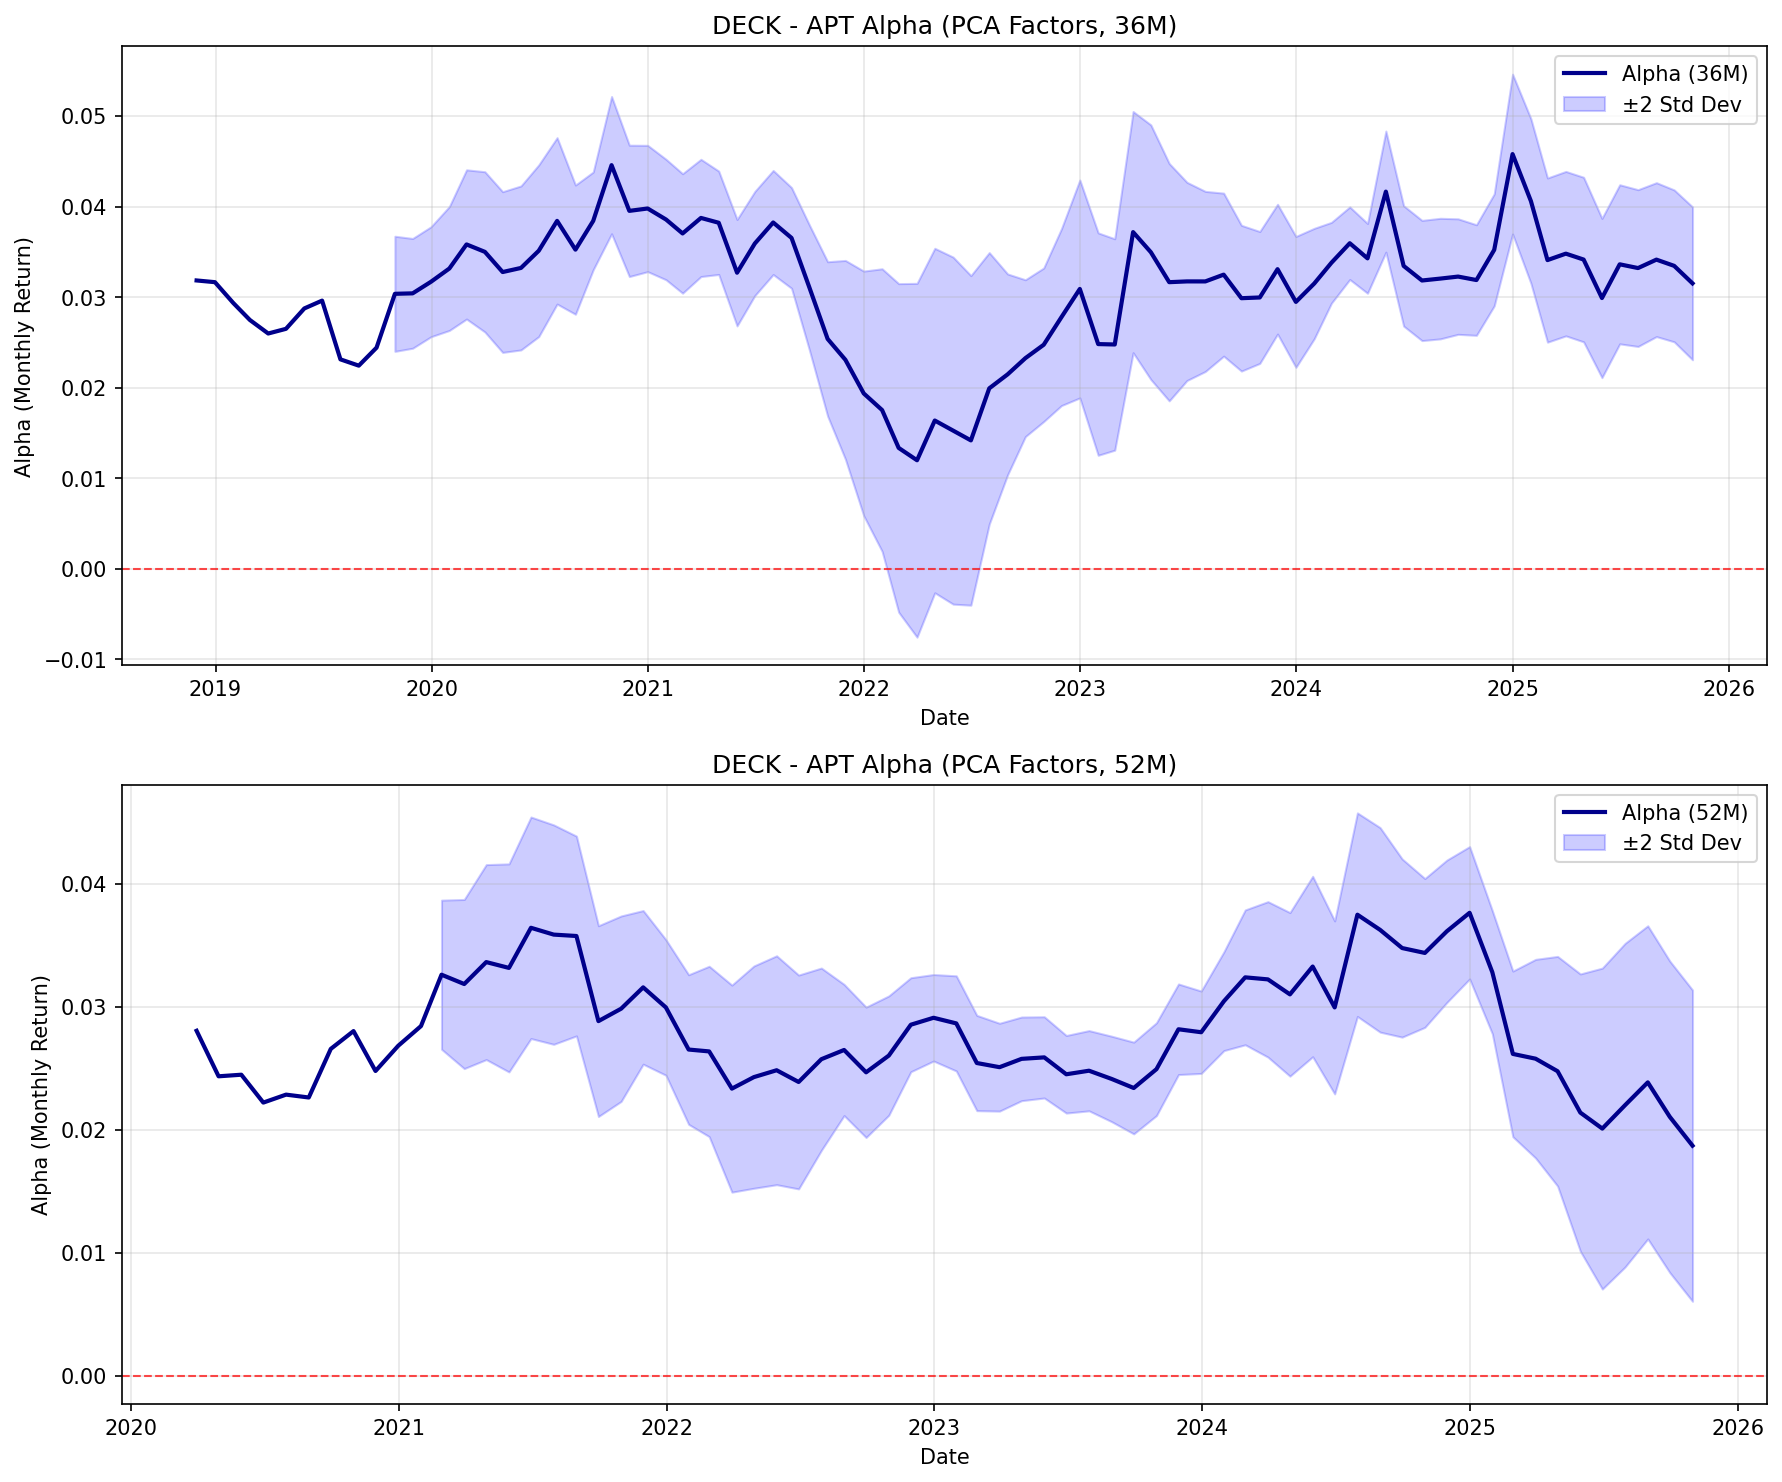 DECK - APT Alpha (PCA Factors, 36M)
Alpha (36M)
±2 Std Dev
Alpha (Monthly Return)
0.05
0.04
0.03
0.02
0.01
0.00
−0.01
2019 2020 2021 2022 2023 2024 2025 2026
Date
DECK - APT Alpha (PCA Factors, 52M)
Alpha (52M)
±2 Std Dev
Alpha (Monthly Return)
0.04
0.03
0.02
0.01
0.00
2020 2021 2022 2023 2024 2025 2026
Date